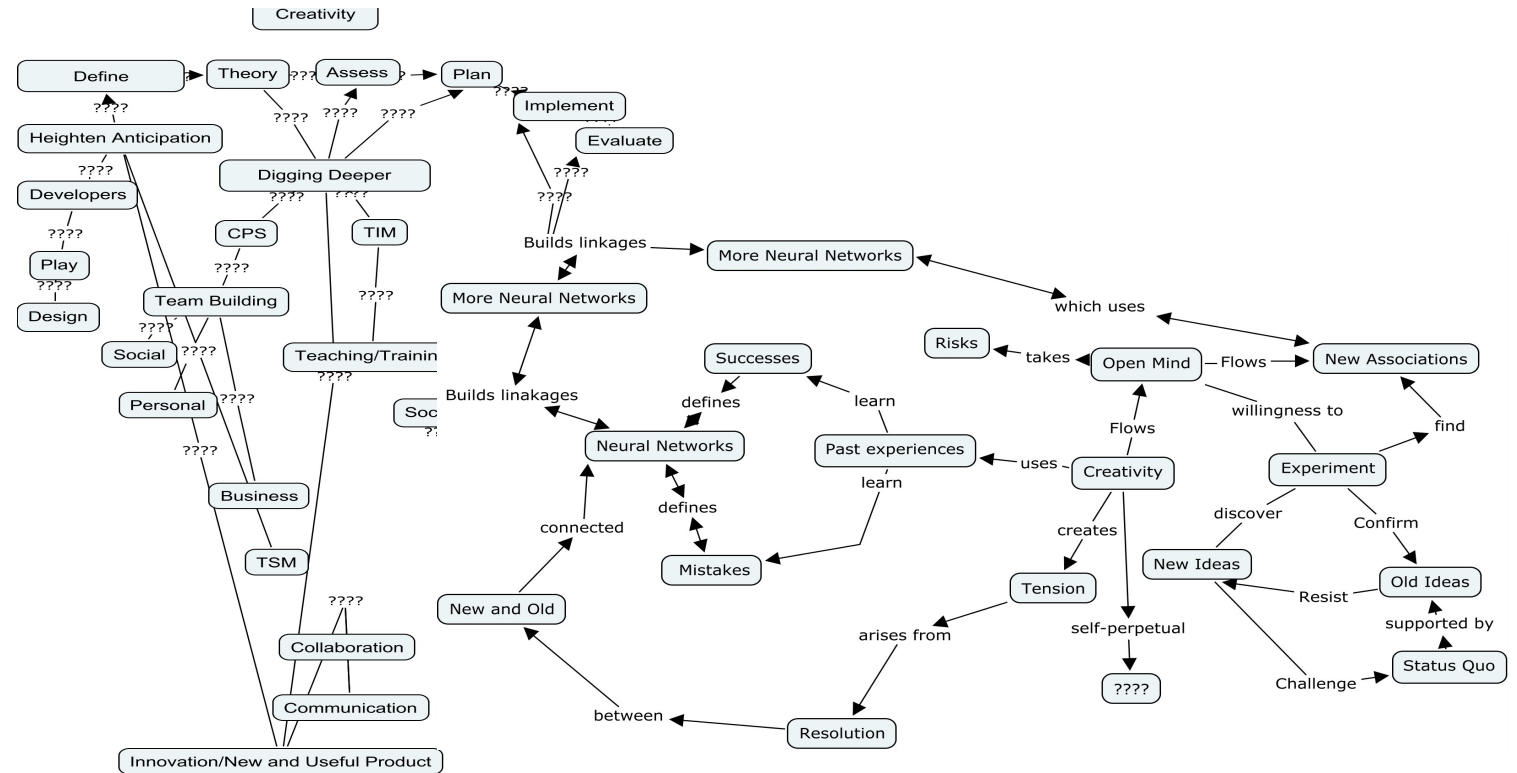 Creativity
Define
?
Theory
???
Assess
?
Plan
????
Implement
Evaluate
????
Heighten Anticipation
????
Developers
????
Play
????
Design
????
????
????
Digging Deeper
????
????
CPS
TIM
????
????
Team Building
????
Social
????
Personal
????
????
Business
TSM
Teaching/Trainin
????
Soc
??
????
Collaboration
Communication
Innovation/New and Useful Product
????
????
Builds linkages
More Neural Networks
More Neural Networks
which uses
Builds linakages
Neural Networks
Successes
defines
defines
Mistakes
learn
Past experiences
learn
uses
Creativity
Flows
Open Mind
takes
Risks
Flows
New Associations
willingness to
Experiment
find
discover
Confirm
New Ideas
Old Ideas
Resist
supported by
Status Quo
Challenge
creates
Tension
self-perpetual
????
arises from
Resolution
between
New and Old
connected